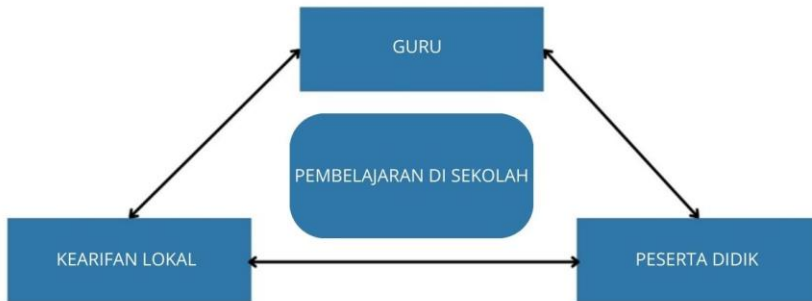 GURU
PEMBELAJARAN DI SEKOLAH
KEARIFAN LOKAL
PESERTA DIDIK